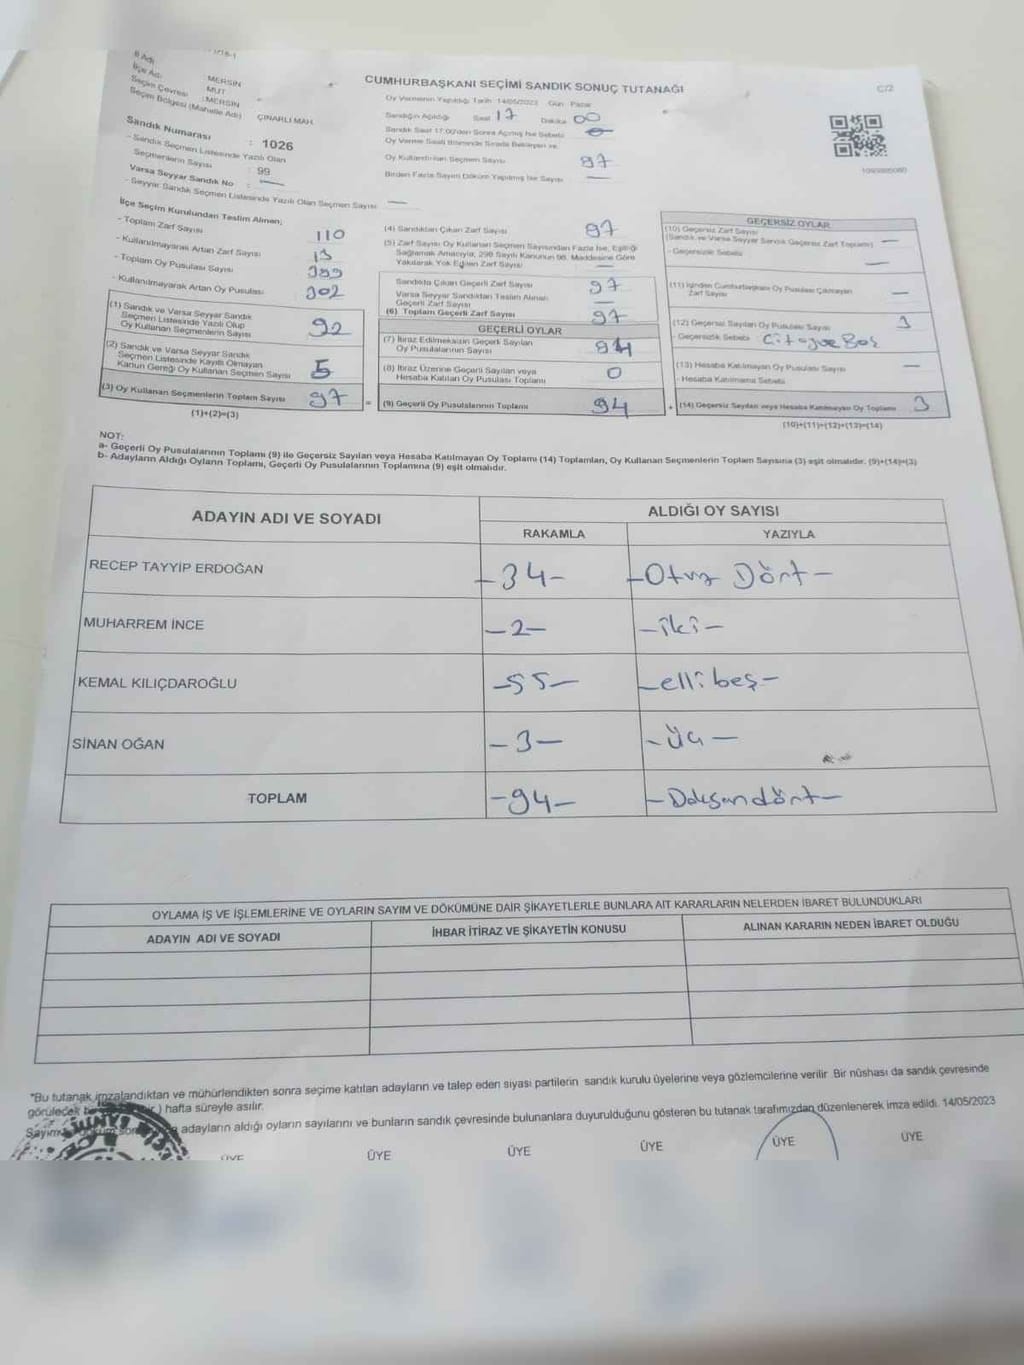 İl Adı : MERSİN
İlçe Adı : MUT
Seçim Çevresi : MERSİN
Seçim Bölgesi (Mahalle Adı) ÇINARLI MAH.
Sandık Numarası : 1026
- Sandık Seçmen Listesinde Yazılı Olan
Seçmenlerin Sayısı : 99
Varsa Seyyar Sandık No : —
- Seyyar Sandık Seçmen Listesinde Yazılı Olan Seçmen Sayısı —
CUMHURBAŞKANI SEÇİMİ SANDIK SONUÇ TUTANAĞI
C/2
Oy Vermenin Yapıldığı Tarih 14/05/2023 Gün Pazar
Sandığın Açıldığı Saat 17 Dakika 00
Sandık Saat 17:00'den Sonra Açılmış İse Sebebi
Oy Verme Saati Bitiminde Sırada Bekleyen ve
Oy Kullandırılan Seçmen Sayısı 97
Birden Fazla Sayım Döküm Yapılmış İse Sayısı —
İlçe Seçim Kurulundan Teslim Alınan;
- Toplam Zarf Sayısı 110
- Kullanılmayarak Artan Zarf Sayısı 13
- Toplam Oy Pusulası Sayısı 399
- Kullanılmayarak Artan Oy Pusulası 302
(1) Sandık ve Varsa Seyyar Sandık
Seçmen Listesinde Yazılı Olup
Oy Kullanan Seçmenlerin Sayısı 92
(2) Sandık ve Varsa Seyyar Sandık
Seçmen Listesinde Kayıtlı Olmayan
Kanun Gereği Oy Kullanan Seçmen Sayısı 5
(3) Oy Kullanan Seçmenlerin Toplam Sayısı 97
(1)+(2)=(3)
(4) Sandıktan Çıkan Zarf Sayısı 97
(5) Zarf Sayısı Oy Kullanan Seçmen Sayısından Fazla İse, Eşitliği
Sağlamak Amacıyla, 298 Sayılı Kanunun 98. Maddesine Göre
Yakılarak Yok Edilen Zarf Sayısı —
Sandıkta Çıkan Geçerli Zarf Sayısı 97
Varsa Seyyar Sandıktan Teslim Alınan
Geçerli Zarf Sayısı —
(6) Toplam Geçerli Zarf Sayısı 97
GEÇERLİ OYLAR
(7) İtiraz Edilmeksizin Geçerli Sayılan
Oy Pusulalarının Sayısı 94
(8) İtiraz Üzerine Geçerli Sayılan veya
Hesaba Katılan Oy Pusulası Toplamı 0
(9) Geçerli Oy Pusulalarının Toplamı 94
GEÇERSİZ OYLAR
(10) Geçersiz Zarf Sayısı
(Sandık ve Varsa Seyyar Sandık Geçersiz Zarf Toplamı) —
- Geçersizlik Sebebi —
(11) İçinden Cumhurbaşkanı Oy Pusulası Çıkmayan
Zarf Sayısı —
(12) Geçersiz Sayılan Oy Pusulası Sayısı 3
- Geçersizlik Sebebi
(13) Hesaba Katılmayan Oy Pusulası Sayısı —
- Hesaba Katılmama Sebebi
(14) Geçersiz Sayılan veya Hesaba Katılmayan Oy Toplamı 3
(10)+(11)+(12)+(13)=(14)
NOT:
a- Geçerli Oy Pusulalarının Toplamı (9) ile Geçersiz Sayılan veya Hesaba Katılmayan Oy Toplamı (14) Toplamları, Oy Kullanan Seçmenlerin Toplam Sayısına (3) eşit olmalıdır. (9)+(14)=(3)
b- Adayların Aldığı Oyların Toplamı, Geçerli Oy Pusulalarının Toplamına (9) eşit olmalıdır.
ADAYIN ADI VE SOYADI ALDIĞI OY SAYISI
RAKAMLA YAZIYLA
RECEP TAYYİP ERDOĞAN -34- -Otuz Dört-
MUHARREM İNCE -2- -iki-
KEMAL KILIÇDAROĞLU -55- -elli beş-
SİNAN OĞAN -3- -üç-
TOPLAM -94- -Doksandört-
OYLAMA İŞ VE İŞLEMLERİNE VE OYLARIN SAYIM VE DÖKÜMÜNE DAİR ŞİKAYETLERLE BUNLARA AİT KARARLARIN NELERDEN İBARET BULUNDUKLARI
ADAYIN ADI VE SOYADI İHBAR İTİRAZ VE ŞİKAYETİN KONUSU ALINAN KARARIN NEDEN İBARET OLDUĞU
"Bu tutanak imzalandıktan ve mühürlendikten sonra seçime katılan adayların ve talep eden siyasi partilerin sandık kurulu üyelerine veya gözlemcilerine verilir. Bir nüshası da sandık çevresinde
görülecek hafta süreyle asılır.
adayların aldığı oyların sayılarını ve bunların sandık çevresinde bulunanlara duyurulduğunu gösteren bu tutanak tarafımızdan düzenlenerek imza edildi. 14/05/2023
ÜYE ÜYE ÜYE ÜYE ÜYE ÜYE